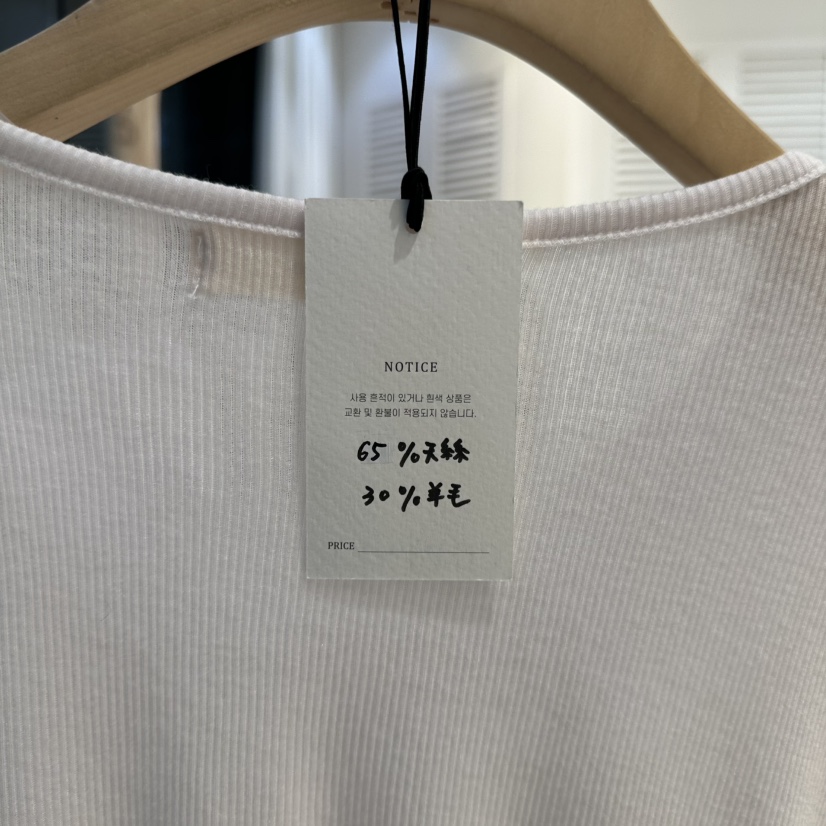 NOTICE
사용 흔적이 있거나 흰색 상품은
교환 및 환불이 적용되지 않습니다.
65 %天絲
30 %羊毛
PRICE